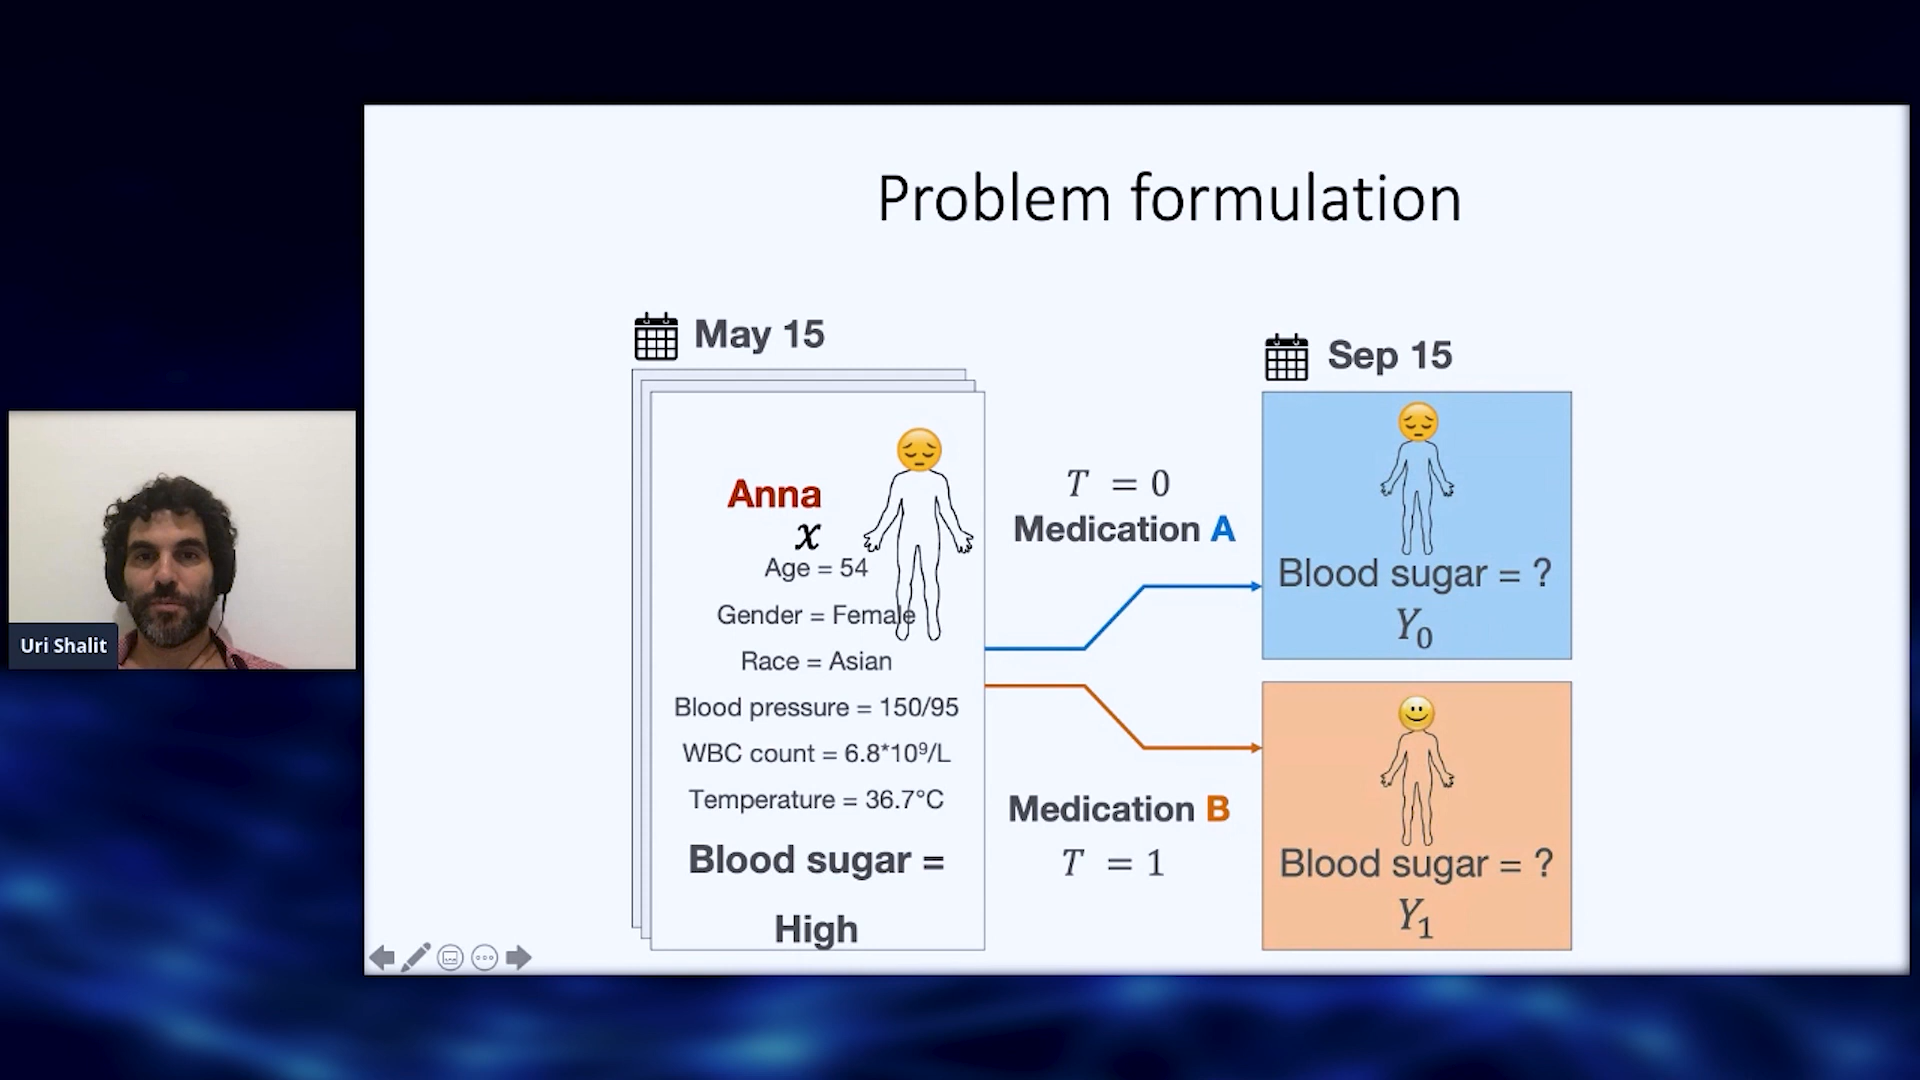 Problem formulation
May 15
Sep 15
Anna
x
Age = 54
Gender = Female
Race = Asian
Blood pressure = 150/95
WBC count = 6.8*10⁹/L
Temperature = 36.7°C
Blood sugar =
High
T = 0
Medication A
Medication B
T = 1
Blood sugar = ?
Y₀
Blood sugar = ?
Y₁
Uri Shalit